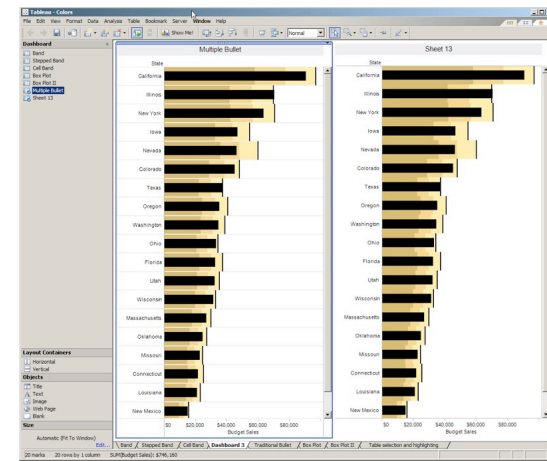 Tableau - Colors
File Edit View Format Data Analysis Table Bookmark Server Window Help
Show Me! Normal
Dashboard
Band
Stepped Band
Cell Band
Box Plot
Box Plot II
Multiple Bullet
Sheet 13
Layout Containers
Horizontal
Vertical
Objects
Title
Text
Image
Web Page
Blank
Size
Automatic (Fit To Window)
Edit...
Multiple Bullet
State
California
Illinois
New York
Iowa
Nevada
Colorado
Texas
Oregon
Washington
Ohio
Florida
Utah
Wisconsin
Massachusetts
Oklahoma
Missouri
Connecticut
Louisiana
New Mexico
$0 $20,000 $40,000 $60,000 $80,000
Budget Sales
Sheet 13
State
California
Illinois
New York
Iowa
Nevada
Colorado
Texas
Oregon
Washington
Ohio
Florida
Utah
Wisconsin
Massachusetts
Oklahoma
Missouri
Connecticut
Louisiana
New Mexico
$0 $20,000 $40,000 $60,000 $80,000
Budget Sales
Band Stepped Band Cell Band Dashboard 3 Traditional Bullet Box Plot Box Plot II Table selection and highlighting
20 marks 20 rows by 1 column SUM(Budget Sales): $746,160